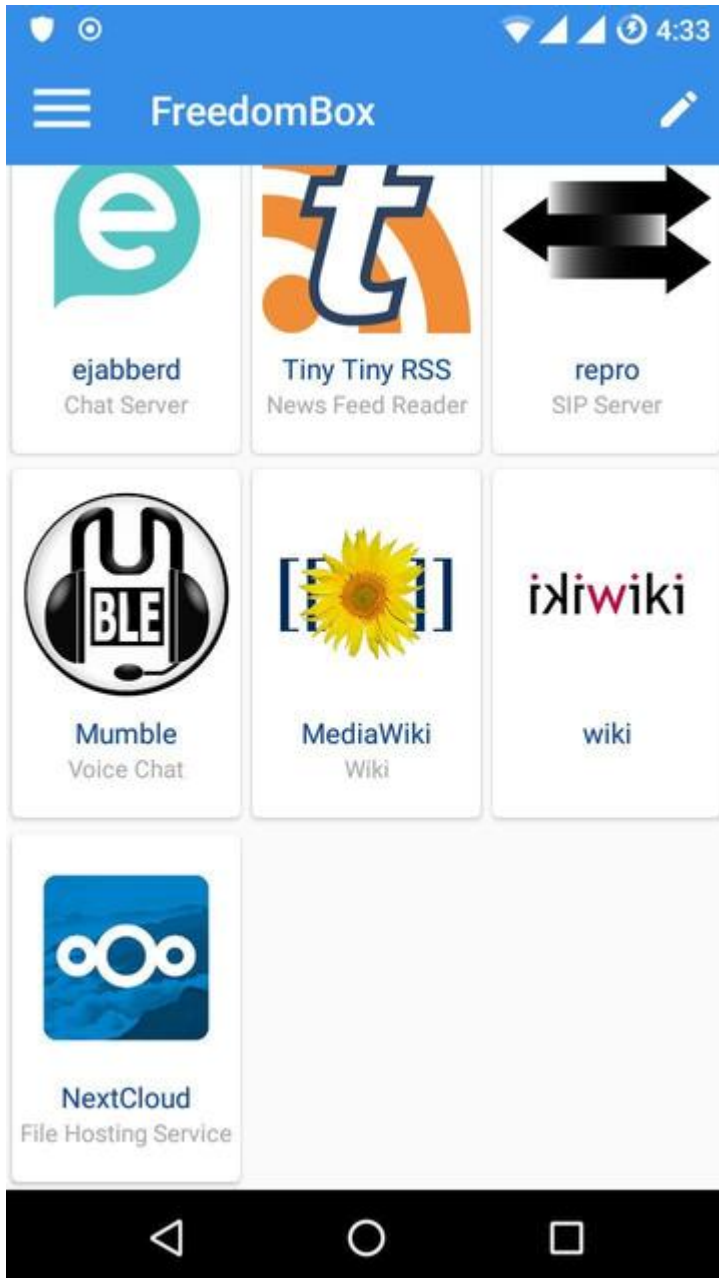 4:33
FreedomBox
e
t
ejabberd
Chat Server
Tiny Tiny RSS
News Feed Reader
repro
SIP Server
BLE
[[ ]]
ikiwiki
Mumble
Voice Chat
MediaWiki
Wiki
wiki
NextCloud
File Hosting Service